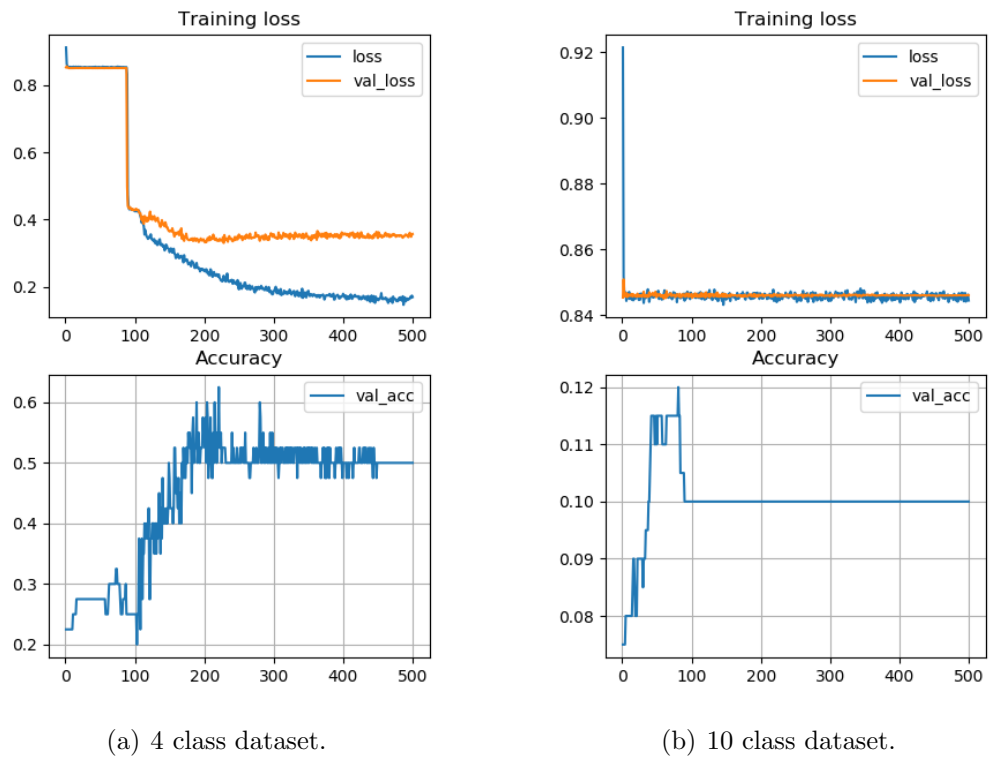 Training loss
loss
val_loss
0.8
0.6
0.4
0.2
0 100 200 300 400 500
Accuracy
val_acc
0.6
0.5
0.4
0.3
0.2
0 100 200 300 400 500
(a) 4 class dataset.
Training loss
loss
val_loss
0.92
0.90
0.88
0.86
0.84
0 100 200 300 400 500
Accuracy
val_acc
0.12
0.11
0.10
0.09
0.08
0 100 200 300 400 500
(b) 10 class dataset.